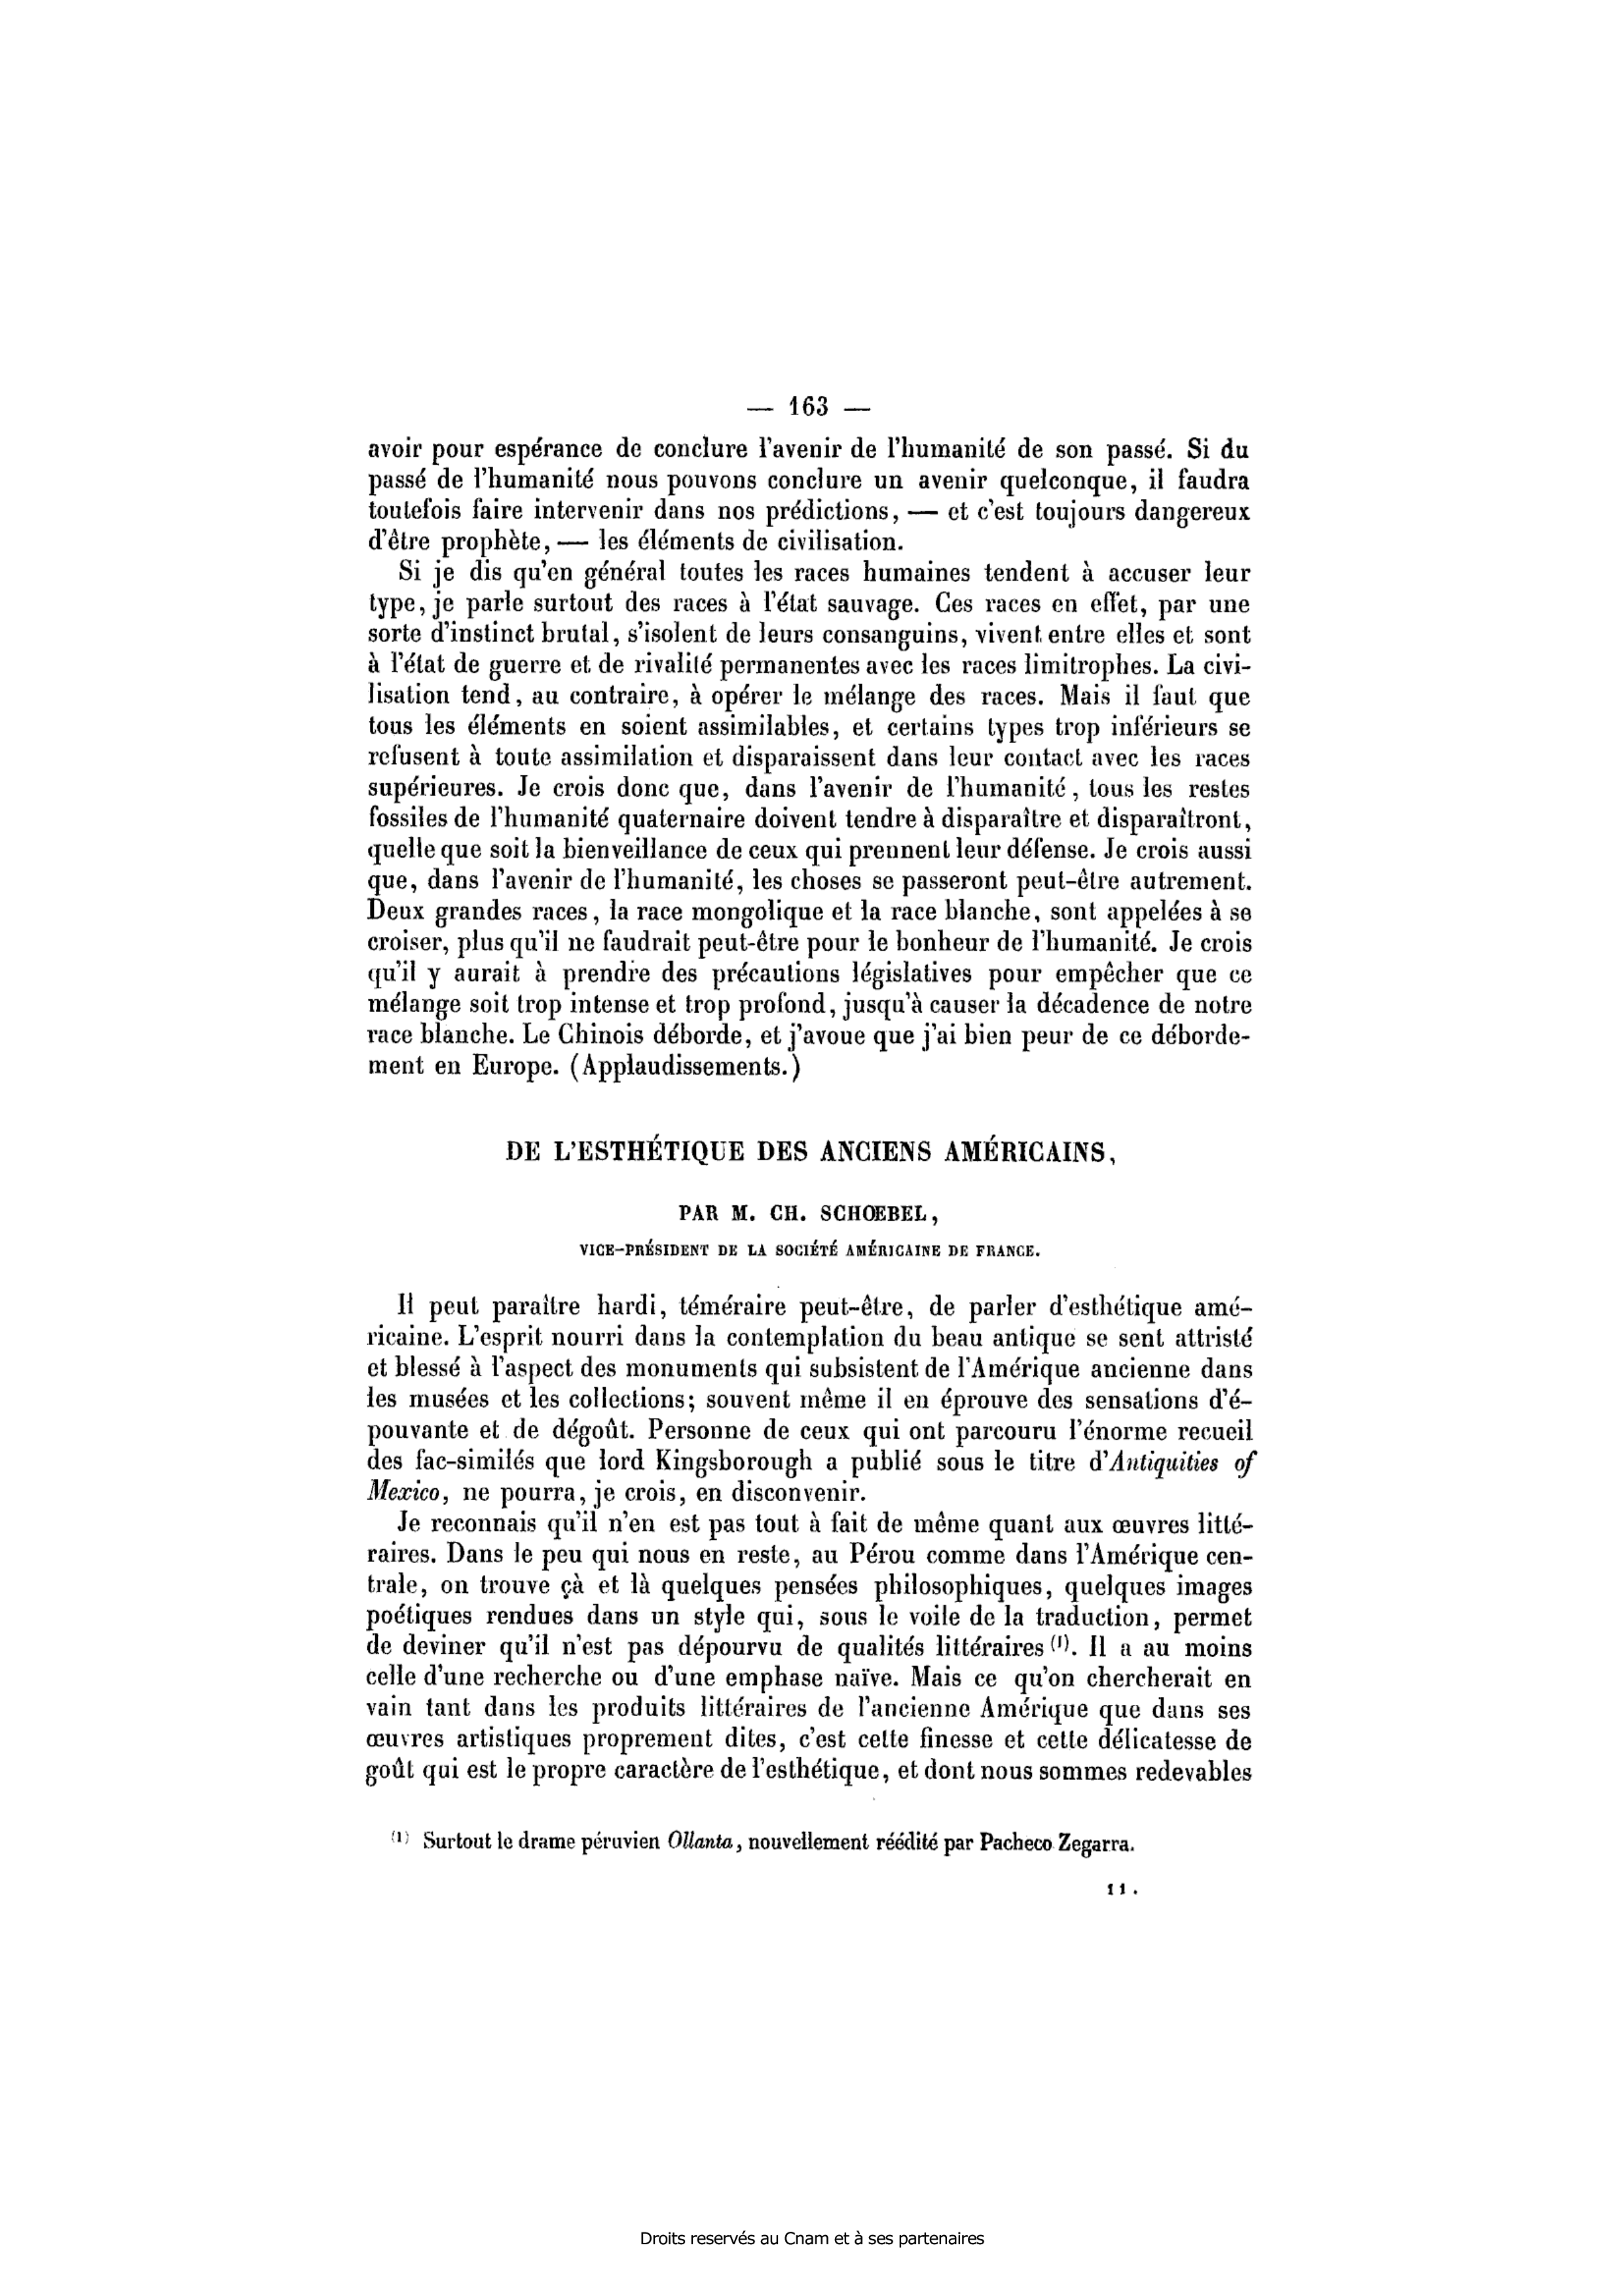 — 163 —
avoir pour espérance de conclure l'avenir de l'humanité de son passé. Si du
passé de l'humanité nous pouvons conclure un avenir quelconque, il faudra
toutefois faire intervenir dans nos prédictions, — et c'est toujours dangereux
d'être prophète, — les éléments de civilisation.
Si je dis qu'en général toutes les races humaines tendent à accuser leur
type, je parle surtout des races à l'état sauvage. Ces races en effet, par une
sorte d'instinct brutal, s'isolent de leurs consanguins, vivent entre elles et sont
à l'état de guerre et de rivalité permanentes avec les races limitrophes. La civi-
lisation tend, au contraire, à opérer le mélange des races. Mais il faut que
tous les éléments en soient assimilables, et certains types trop inférieurs se
refusent à toute assimilation et disparaissent dans leur contact avec les races
supérieures. Je crois donc que, dans l'avenir de l'humanité, tous les restes
fossiles de l'humanité quaternaire doivent tendre à disparaître et disparaîtront,
quelle que soit la bienveillance de ceux qui prennent leur défense. Je crois aussi
que, dans l'avenir de l'humanité, les choses se passeront peut-être autrement.
Deux grandes races, la race mongolique et la race blanche, sont appelées à se
croiser, plus qu'il ne faudrait peut-être pour le bonheur de l'humanité. Je crois
qu'il y aurait à prendre des précautions législatives pour empêcher que ce
mélange soit trop intense et trop profond, jusqu'à causer la décadence de notre
race blanche. Le Chinois déborde, et j'avoue que j'ai bien peur de ce déborde-
ment en Europe. (Applaudissements.)
DE L'ESTHÉTIQUE DES ANCIENS AMÉRICAINS,
PAR M. CH. SCHŒBEL,
VICE-PRÉSIDENT DE LA SOCIÉTÉ AMÉRICAINE DE FRANCE.
Il peut paraître hardi, téméraire peut-être, de parler d'esthétique amé-
ricaine. L'esprit nourri dans la contemplation du beau antique se sent attristé
et blessé à l'aspect des monuments qui subsistent de l'Amérique ancienne dans
les musées et les collections; souvent même il en éprouve des sensations d'é-
pouvante et de dégoût. Personne de ceux qui ont parcouru l'énorme recueil
des fac-similés que lord Kingsborough a publié sous le titre d'Antiquities of
Mexico, ne pourra, je crois, en disconvenir.
Je reconnais qu'il n'en est pas tout à fait de même quant aux œuvres litté-
raires. Dans le peu qui nous en reste, au Pérou comme dans l'Amérique cen-
trale, on trouve çà et là quelques pensées philosophiques, quelques images
poétiques rendues dans un style qui, sous le voile de la traduction, permet
de deviner qu'il n'est pas dépourvu de qualités littéraires (1). Il a au moins
celle d'une recherche ou d'une emphase naïve. Mais ce qu'on chercherait en
vain tant dans les produits littéraires de l'ancienne Amérique que dans ses
œuvres artistiques proprement dites, c'est cette finesse et cette délicatesse de
goût qui est le propre caractère de l'esthétique, et dont nous sommes redevables
(1) Surtout le drame péruvien Ollanta, nouvellement réédité par Pacheco Zegarra.
11.
Droits reservés au Cnam et à ses partenaires